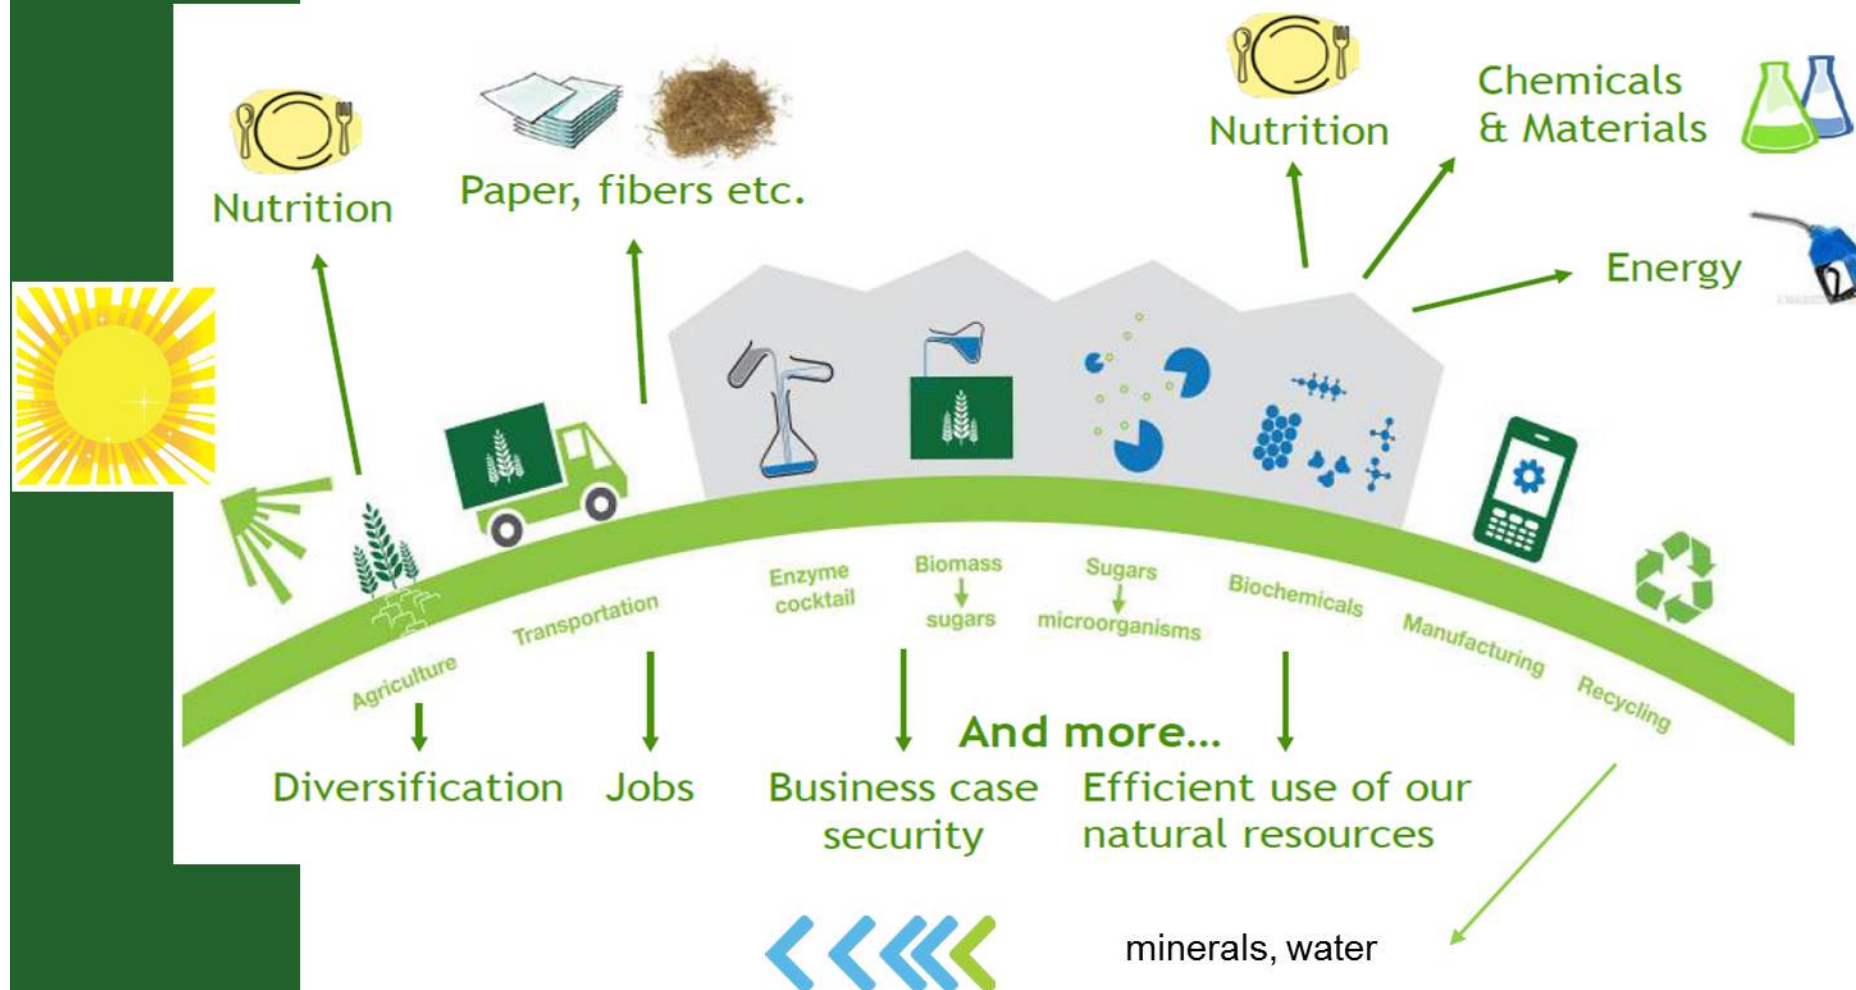 Nutrition
Paper, fibers etc.
Nutrition
Chemicals
& Materials
Energy
Agriculture
Transportation
Enzyme
cocktail
Biomass
sugars
Sugars
microorganisms
Biochemicals
Manufacturing
Recycling
And more...
Diversification
Jobs
Business case
security
Efficient use of our
natural resources
minerals, water